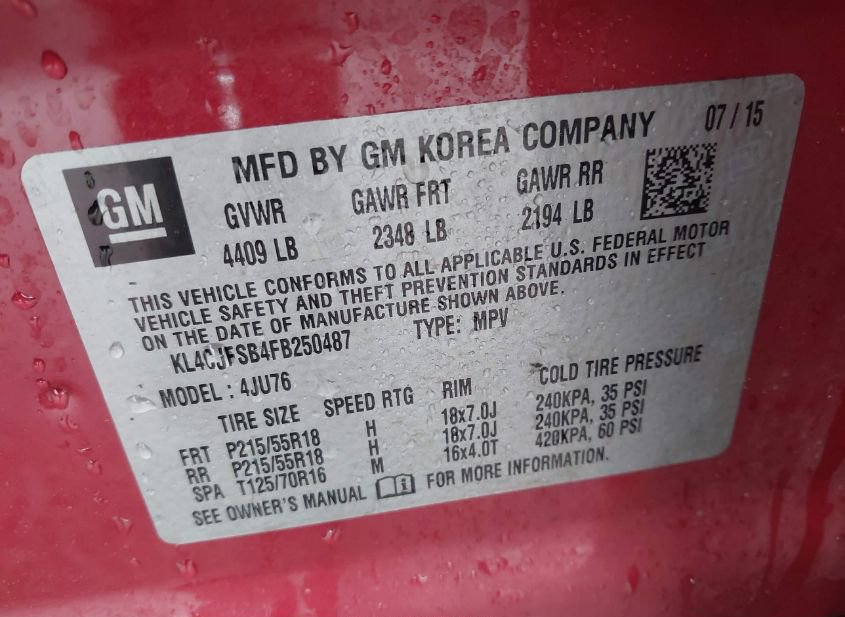 MFD BY GM KOREA COMPANY 07 / 15
GM
GVWR GAWR FRT GAWR RR
4409 LB 2348 LB 2194 LB
THIS VEHICLE CONFORMS TO ALL APPLICABLE U.S. FEDERAL MOTOR
VEHICLE SAFETY AND THEFT PREVENTION STANDARDS IN EFFECT
ON THE DATE OF MANUFACTURE SHOWN ABOVE.
KL4CJFSB4FB250487 TYPE: MPV
MODEL : 4JU76
TIRE SIZE SPEED RTG RIM COLD TIRE PRESSURE
FRT P215/55R18 H 18x7.0J 240KPA, 35 PSI
RR P215/55R18 H 18x7.0J 240KPA, 35 PSI
SPA T125/70R16 M 16x4.0T 420KPA, 60 PSI
SEE OWNER'S MANUAL FOR MORE INFORMATION.